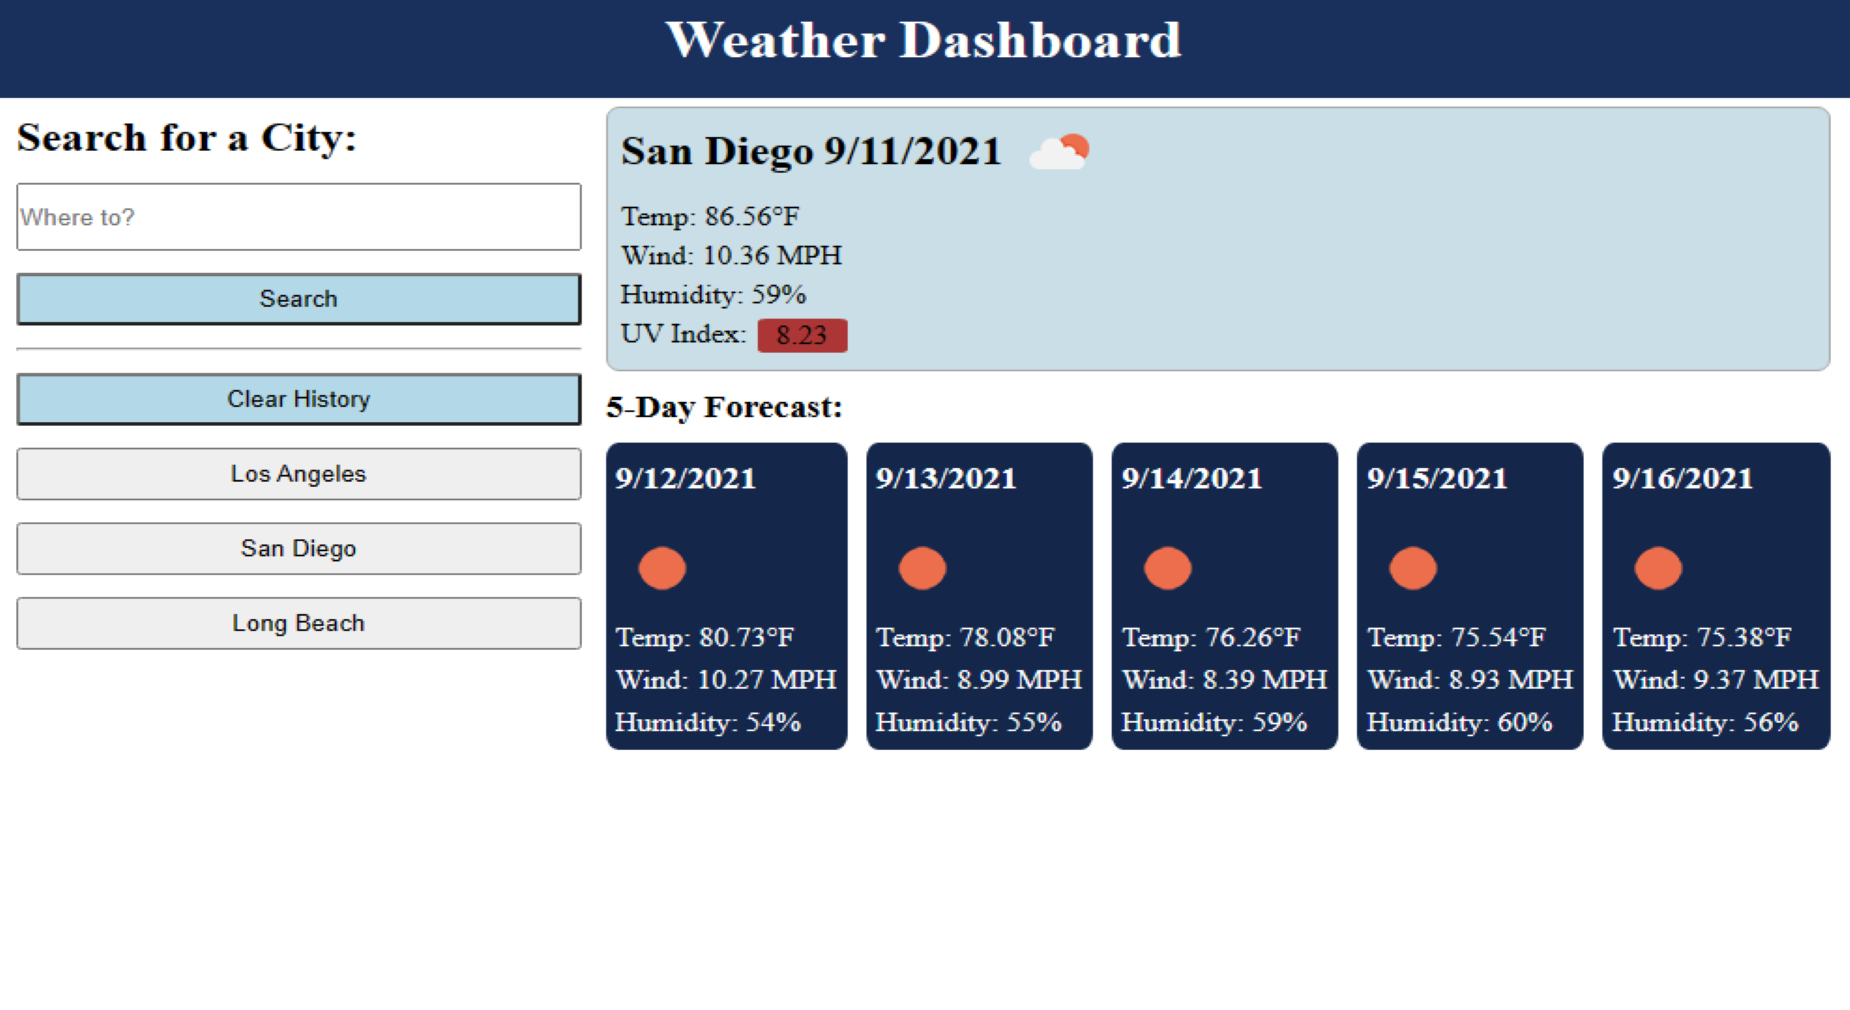 Weather Dashboard
Search for a City:
Where to?
Search
Clear History
Los Angeles
San Diego
Long Beach
San Diego 9/11/2021
Temp: 86.56°F
Wind: 10.36 MPH
Humidity: 59%
UV Index: 8.23
5-Day Forecast:
9/12/2021
Temp: 80.73°F
Wind: 10.27 MPH
Humidity: 54%
9/13/2021
Temp: 78.08°F
Wind: 8.99 MPH
Humidity: 55%
9/14/2021
Temp: 76.26°F
Wind: 8.39 MPH
Humidity: 59%
9/15/2021
Temp: 75.54°F
Wind: 8.93 MPH
Humidity: 60%
9/16/2021
Temp: 75.38°F
Wind: 9.37 MPH
Humidity: 56%